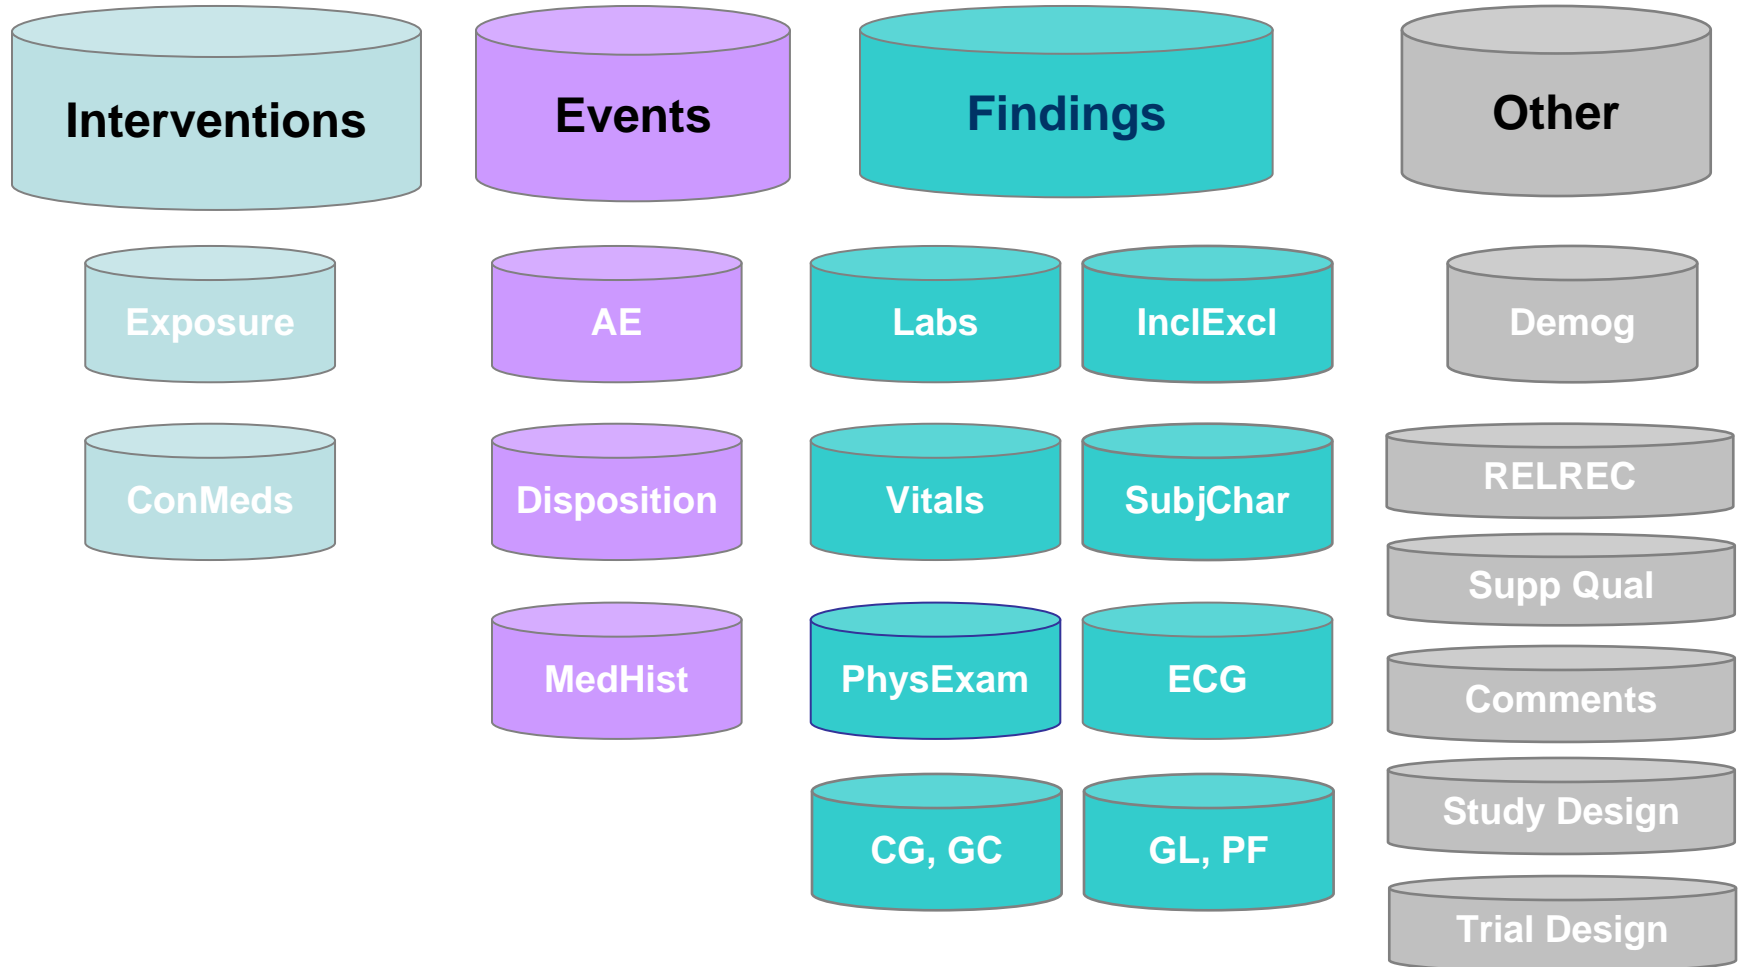 Interventions
Events
Findings
Other
Exposure
AE
Labs
InclExcl
Demog
ConMeds
Disposition
Vitals
SubjChar
RELREC
Supp Qual
MedHist
PhysExam
ECG
Comments
Study Design
CG, GC
GL, PF
Trial Design